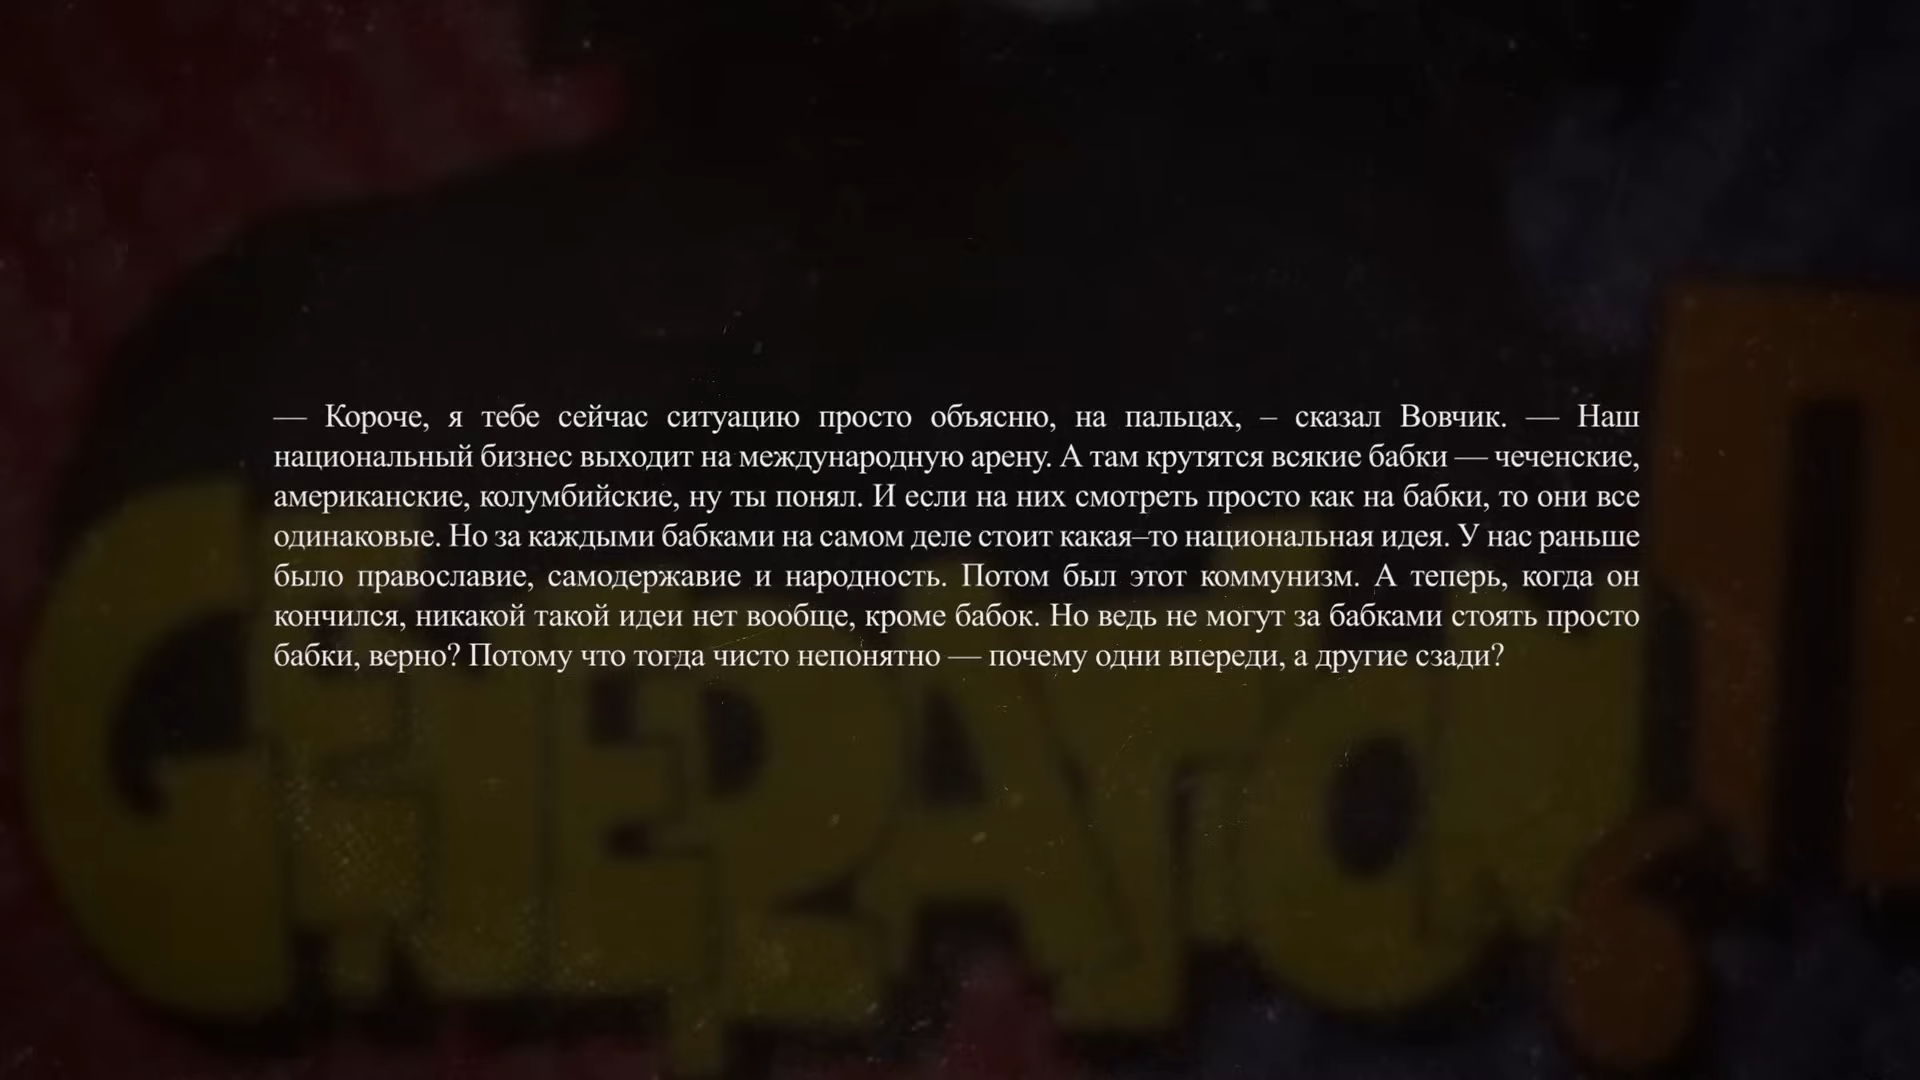 — Короче, я тебе сейчас ситуацию просто объясню, на пальцах, – сказал Вовчик. — Наш
национальный бизнес выходит на международную арену. А там крутятся всякие бабки — чеченские,
американские, колумбийские, ну ты понял. И если на них смотреть просто как на бабки, то они все
одинаковые. Но за каждыми бабками на самом деле стоит какая–то национальная идея. У нас раньше
было православие, самодержавие и народность. Потом был этот коммунизм. А теперь, когда он
кончился, никакой такой идеи нет вообще, кроме бабок. Но ведь не могут за бабками стоять просто
бабки, верно? Потому что тогда чисто непонятно — почему одни впереди, а другие сзади?